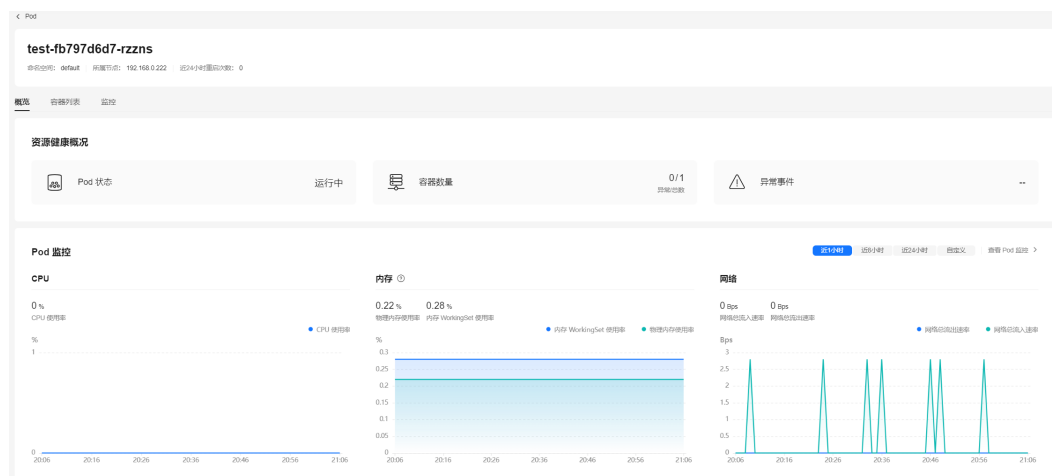 Pod
test-fb797d6d7-rzzns
命名空间： default 所属节点： 192.168.0.222 近24小时重启次数： 0
概览 容器列表 监控
资源健康概况
Pod 状态 运行中
容器数量 0/1
异常/总数
异常事件 --
Pod 监控 近1小时 近8小时 近24小时 自定义 查看 Pod 监控
CPU
0 %
CPU 使用率
CPU 使用率
%
1
0
20:06 20:16 20:26 20:36 20:46 20:56 21:06
内存
0.22 % 0.28 %
物理内存使用率 内存 WorkingSet 使用率
内存 WorkingSet 使用率 物理内存使用率
%
0.3
0.25
0.2
0.15
0.1
0.05
0
20:06 20:16 20:26 20:36 20:46 20:56 21:06
网络
0 Bps 0 Bps
网络总流入速率 网络总流出速率
网络总流出速率 网络总流入速率
Bps
3
2.5
2
1.5
1
0.5
0
20:06 20:16 20:26 20:36 20:46 20:56 21:06